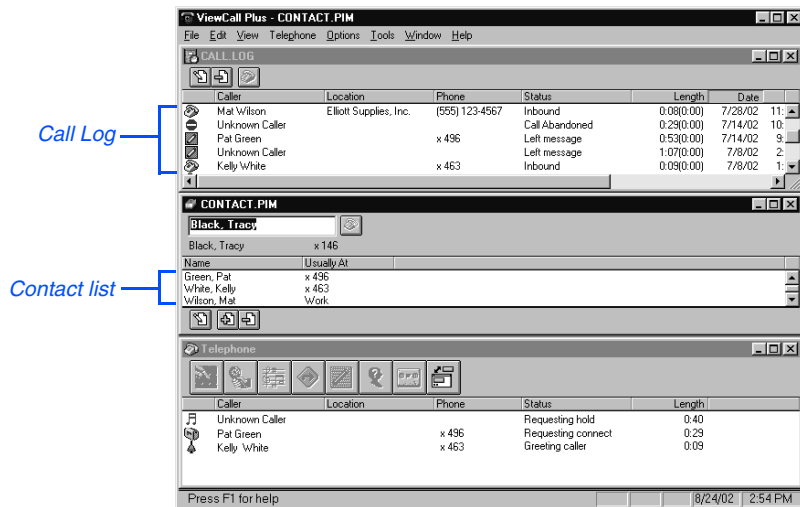 ViewCall Plus - CONTACT.PIM
File Edit View Telephone Options Tools Window Help
CALL LOG
Caller Location Phone Status Length Date
Mat Wilson Elliott Supplies, Inc. (555) 123-4567 Inbound 0:08(0:00) 7/28/02 11:
Unknown Caller Call Abandoned 0:29(0:00) 7/14/02 10:
Call Log
Pat Green x 496 Left message 0:53(0:00) 7/14/02 9:
Unknown Caller Left message 1:07(0:00) 7/8/02 2:
Kelly White x 463 Inbound 0:09(0:00) 7/8/02 1:
CONTACT.PIM
Black, Tracy
Black, Tracy x 146
Name Usually At
Contact list
Green, Pat x 496
White, Kelly x 463
Wilson, Mat Work
Telephone
Caller Location Phone Status Length
Unknown Caller Requesting hold 0:40
Pat Green x 496 Requesting connect 0:29
Kelly White x 463 Greeting caller 0:09
Press F1 for help 8/24/02 2:54 PM